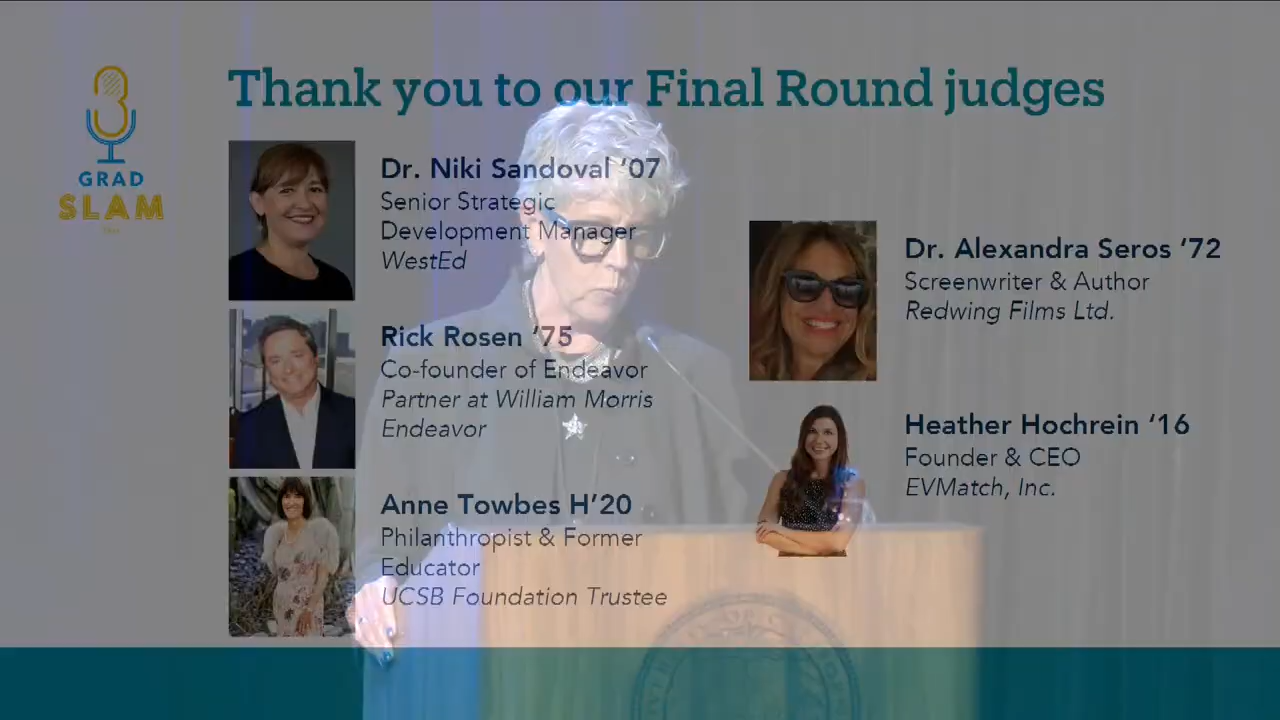 Thank you to our Final Round judges
GRAD
SLAM
Dr. Niki Sandoval ‘07
Senior Strategic
Development Manager
WestEd
Rick Rosen ‘75
Co-founder of Endeavor
Partner at William Morris
Endeavor
Anne Towbes H’20
Philanthropist & Former
Educator
UCSB Foundation Trustee
Dr. Alexandra Seros ‘72
Screenwriter & Author
Redwing Films Ltd.
Heather Hochrein ‘16
Founder & CEO
EVMatch, Inc.